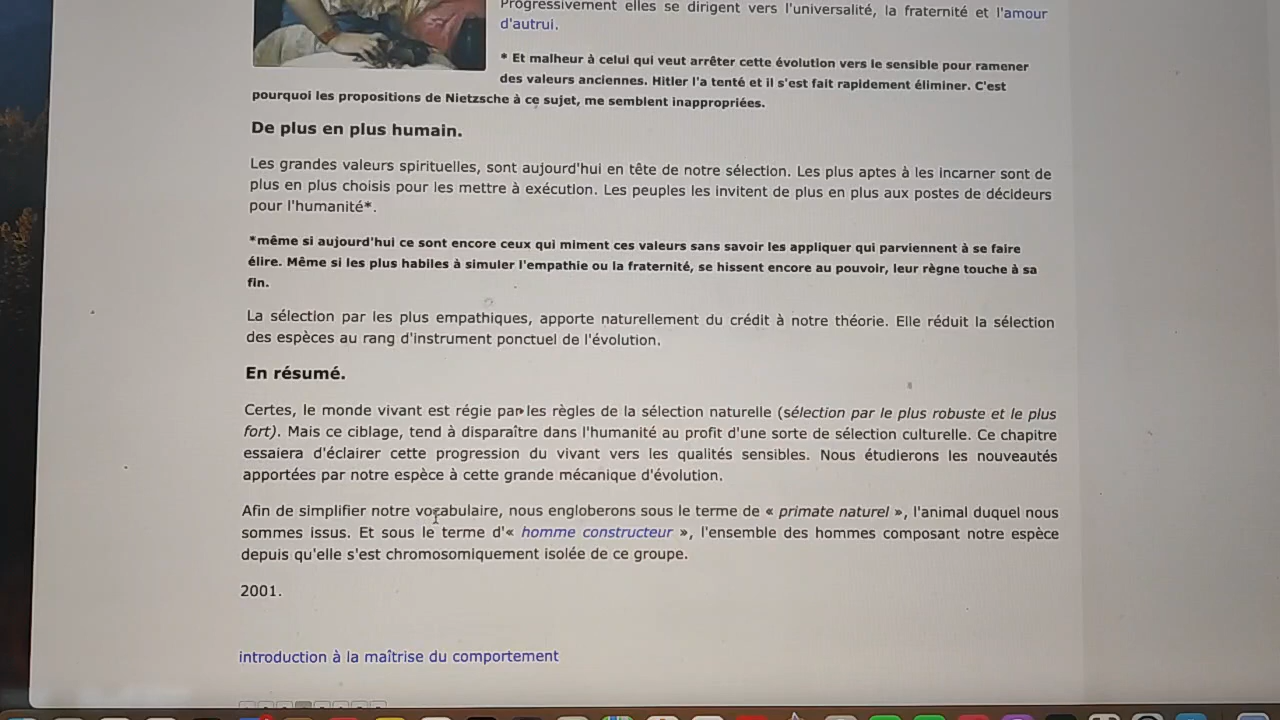 Progressivement elles se dirigent vers l'universalité, la fraternité et l'amour
d'autrui.
* Et malheur à celui qui veut arrêter cette évolution vers le sensible pour ramener
des valeurs anciennes. Hitler l'a tenté et il s'est fait rapidement éliminer. C'est
pourquoi les propositions de Nietzsche à ce sujet, me semblent inappropriées.
De plus en plus humain.
Les grandes valeurs spirituelles, sont aujourd'hui en tête de notre sélection. Les plus aptes à les incarner sont de
plus en plus choisis pour les mettre à exécution. Les peuples les invitent de plus en plus aux postes de décideurs
pour l'humanité*.
*même si aujourd'hui ce sont encore ceux qui miment ces valeurs sans savoir les appliquer qui parviennent à se faire
élire. Même si les plus habiles à simuler l'empathie ou la fraternité, se hissent encore au pouvoir, leur règne touche à sa
fin.
La sélection par les plus empathiques, apporte naturellement du crédit à notre théorie. Elle réduit la sélection
des espèces au rang d'instrument ponctuel de l'évolution.
En résumé.
Certes, le monde vivant est régie par les règles de la sélection naturelle (sélection par le plus robuste et le plus
fort). Mais ce ciblage, tend à disparaître dans l'humanité au profit d'une sorte de sélection culturelle. Ce chapitre
essaiera d'éclairer cette progression du vivant vers les qualités sensibles. Nous étudierons les nouveautés
apportées par notre espèce à cette grande mécanique d'évolution.
Afin de simplifier notre vocabulaire, nous engloberons sous le terme de « primate naturel », l'animal duquel nous
sommes issus. Et sous le terme d'« homme constructeur », l'ensemble des hommes composant notre espèce
depuis qu'elle s'est chromosomiquement isolée de ce groupe.
2001.
introduction à la maîtrise du comportement